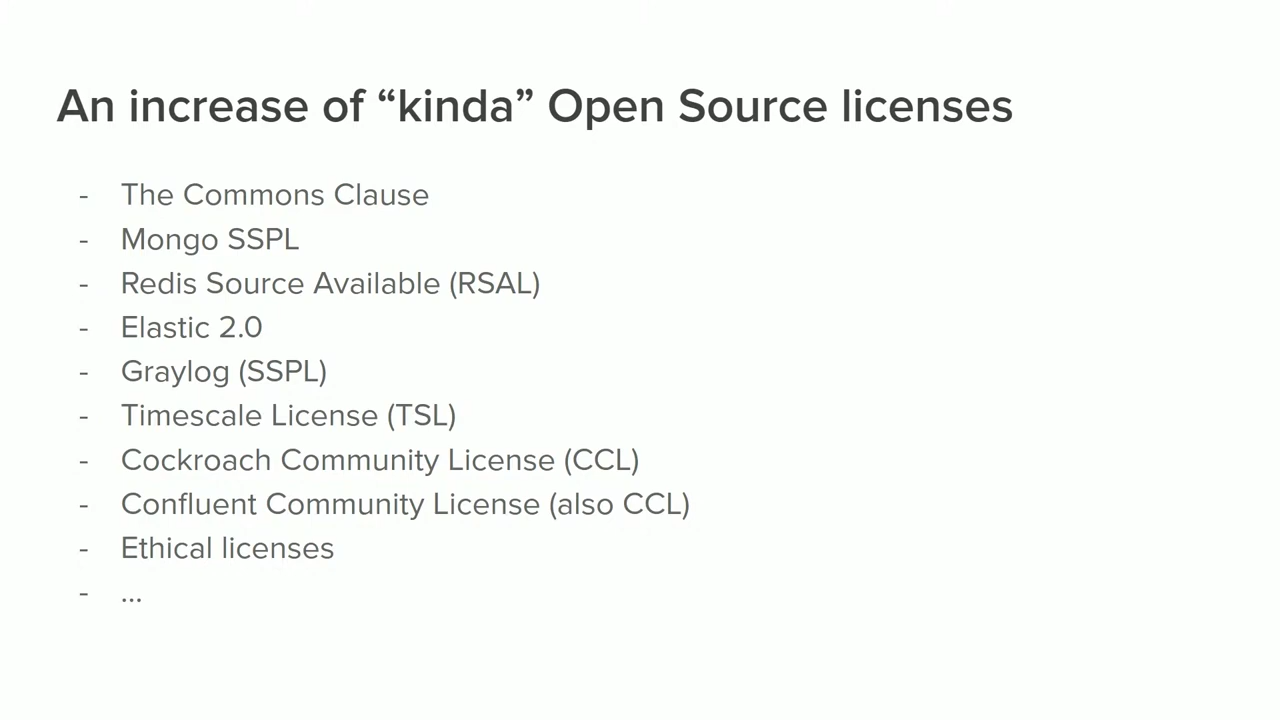 An increase of “kinda” Open Source licenses
- The Commons Clause
- Mongo SSPL
- Redis Source Available (RSAL)
- Elastic 2.0
- Graylog (SSPL)
- Timescale License (TSL)
- Cockroach Community License (CCL)
- Confluent Community License (also CCL)
- Ethical licenses
- ...